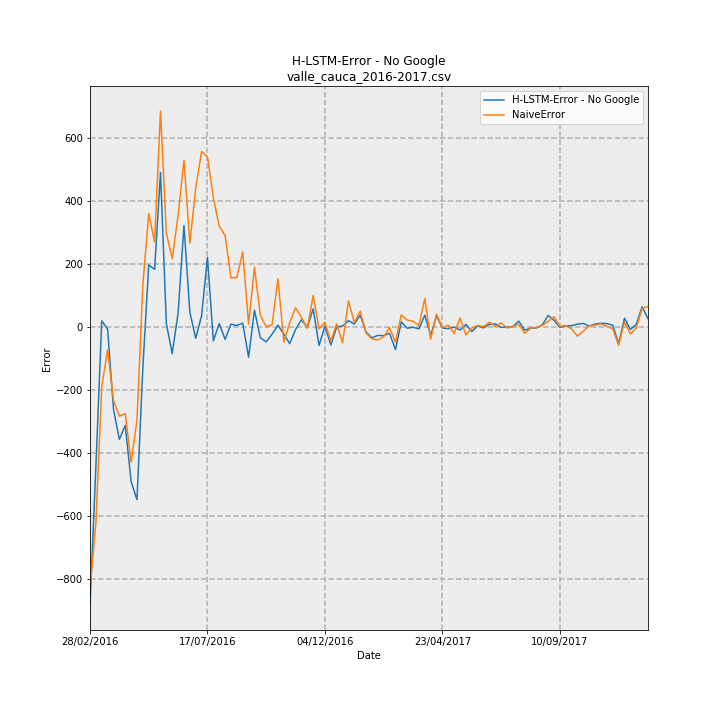 H-LSTM-Error - No Google
valle_cauca_2016-2017.csv
H-LSTM-Error - No Google
NaiveError
600
400
200
0
−200
−400
−600
−800
Error
28/02/2016
17/07/2016
04/12/2016
23/04/2017
10/09/2017
Date